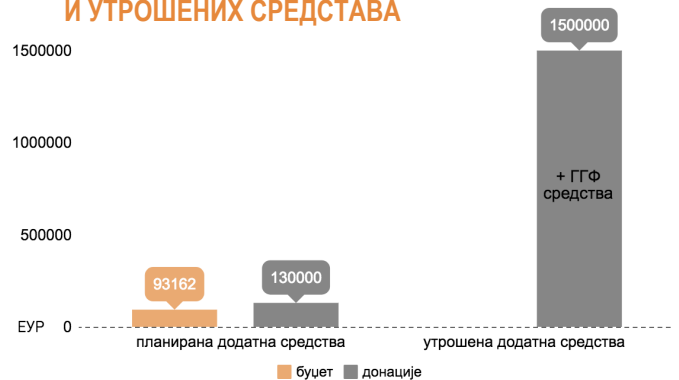 И УТРОШЕНИХ СРЕДСТАВА
1500000
1500000
1000000
+ ГГФ
средства
500000
93162
130000
ЕУР 0
планирана додатна средства
утрошена додатна средства
буџет
донације